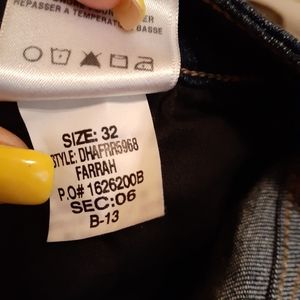 REPASSER A TEMPERATURE BASSE
SIZE: 32
STYLE: DHAFRR5968
FARRAH
P.O# 1626200B
SEC: 06
B-13